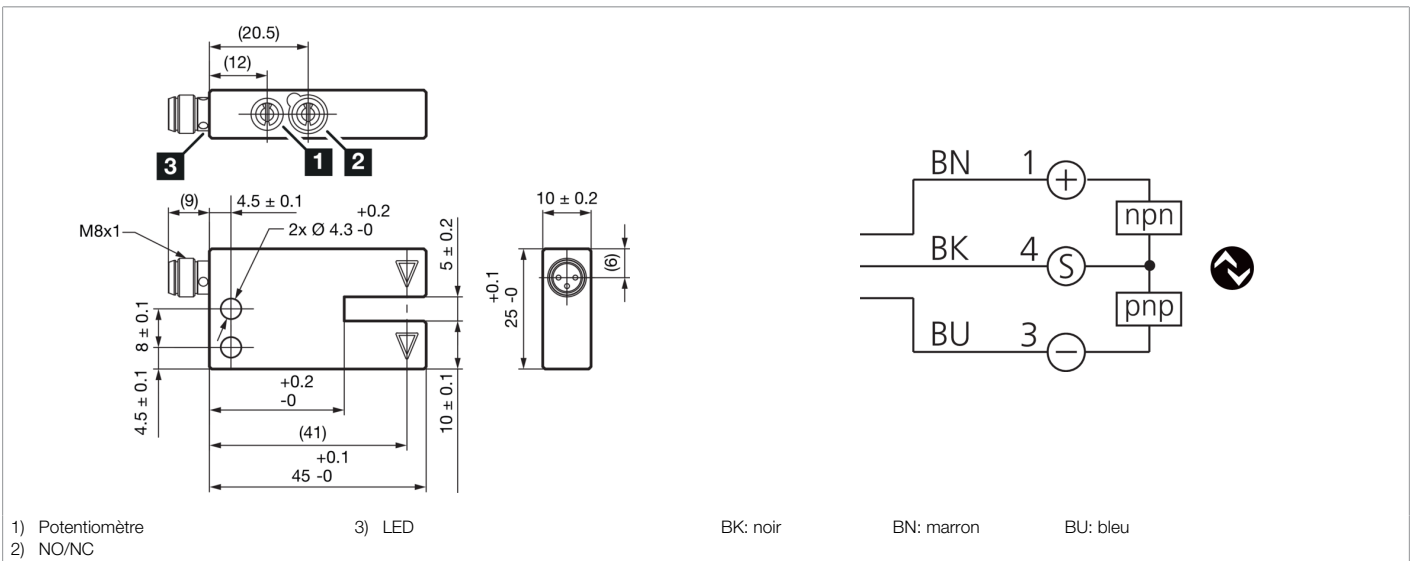 (20.5)
(12)
3
1
2
(9)
4.5 ± 0.1
+0.2
2x Ø 4.3 -0
M8x1
5 ± 0.2
8 ± 0.1
4.5 ± 0.1
+0.2
-0
10 ± 0.1
(41)
+0.1
45 -0
10 ± 0.2
(6)
+0.1
25 -0
BN 1 +
npn
BK 4 S
pnp
BU 3 −
1) Potentiomètre
2) NO/NC
3) LED
BK: noir
BN: marron
BU: bleu